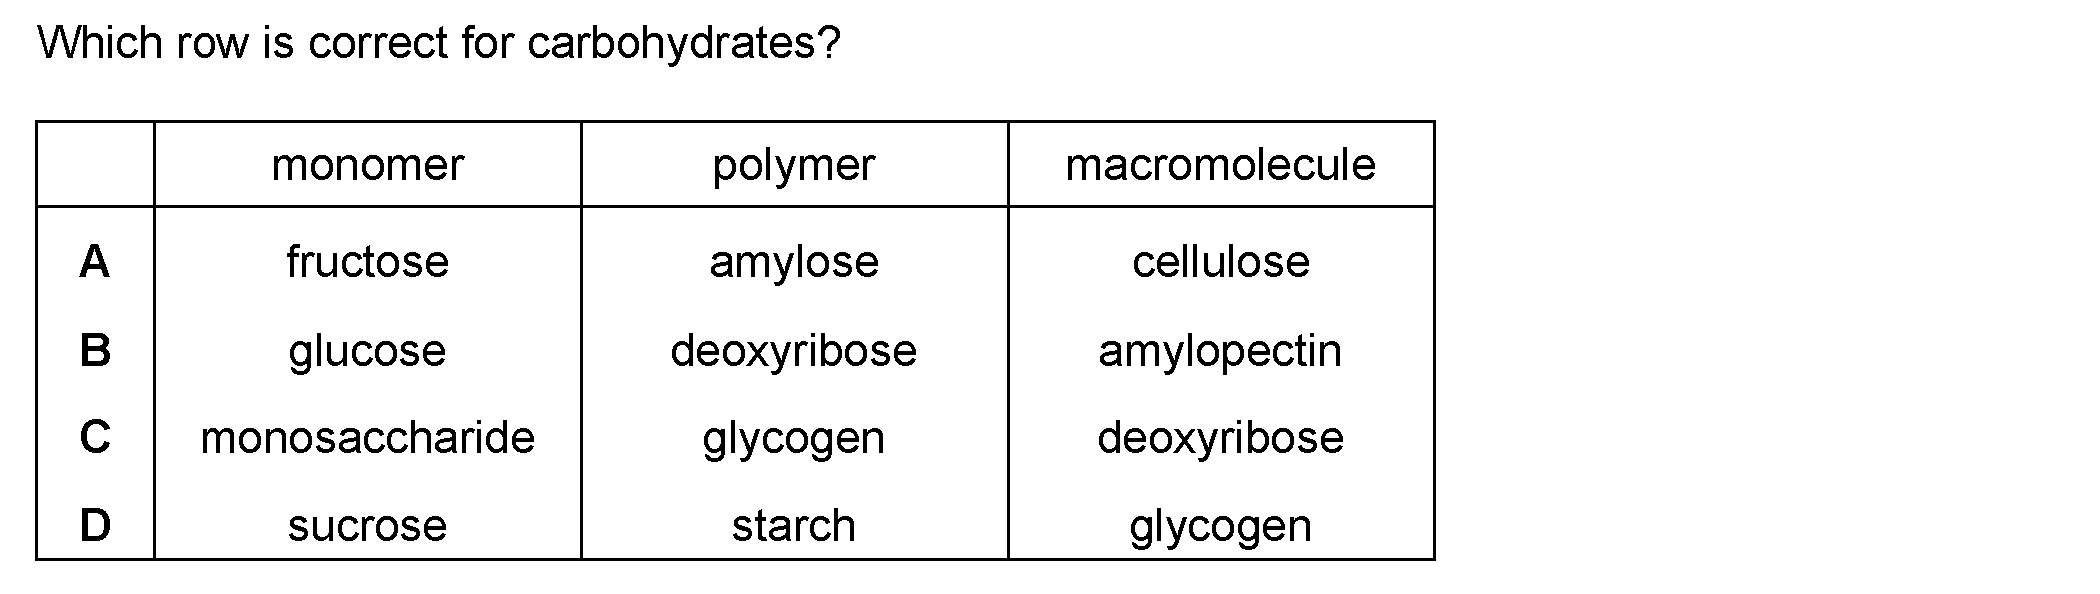 Which row is correct for carbohydrates?
monomer polymer macromolecule
A fructose amylose cellulose
B glucose deoxyribose amylopectin
C monosaccharide glycogen deoxyribose
D sucrose starch glycogen